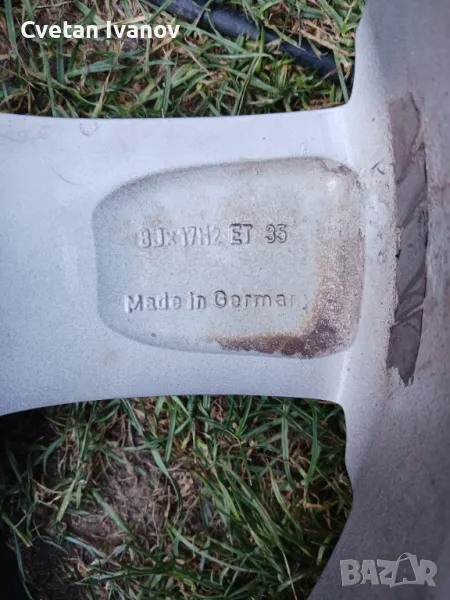 Cvetan Ivanov
8Jx17H2 ET 35
Made in Germany
BAZAR